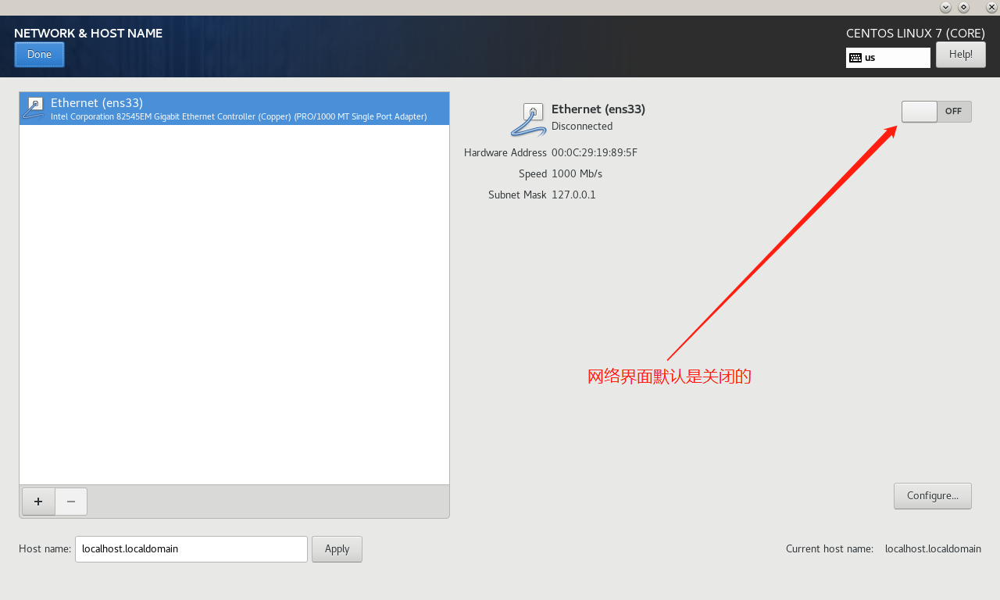 NETWORK & HOST NAME
CENTOS LINUX 7 (CORE)
Done
us
Help!
Ethernet (ens33)
Intel Corporation 82545EM Gigabit Ethernet Controller (Copper) (PRO/1000 MT Single Port Adapter)
Ethernet (ens33)
Disconnected
OFF
Hardware Address 00:0C:29:19:89:5F
Speed 1000 Mb/s
Subnet Mask 127.0.0.1
网络界面默认是关闭的
+ −
Configure...
Host name: localhost.localdomain Apply
Current host name: localhost.localdomain